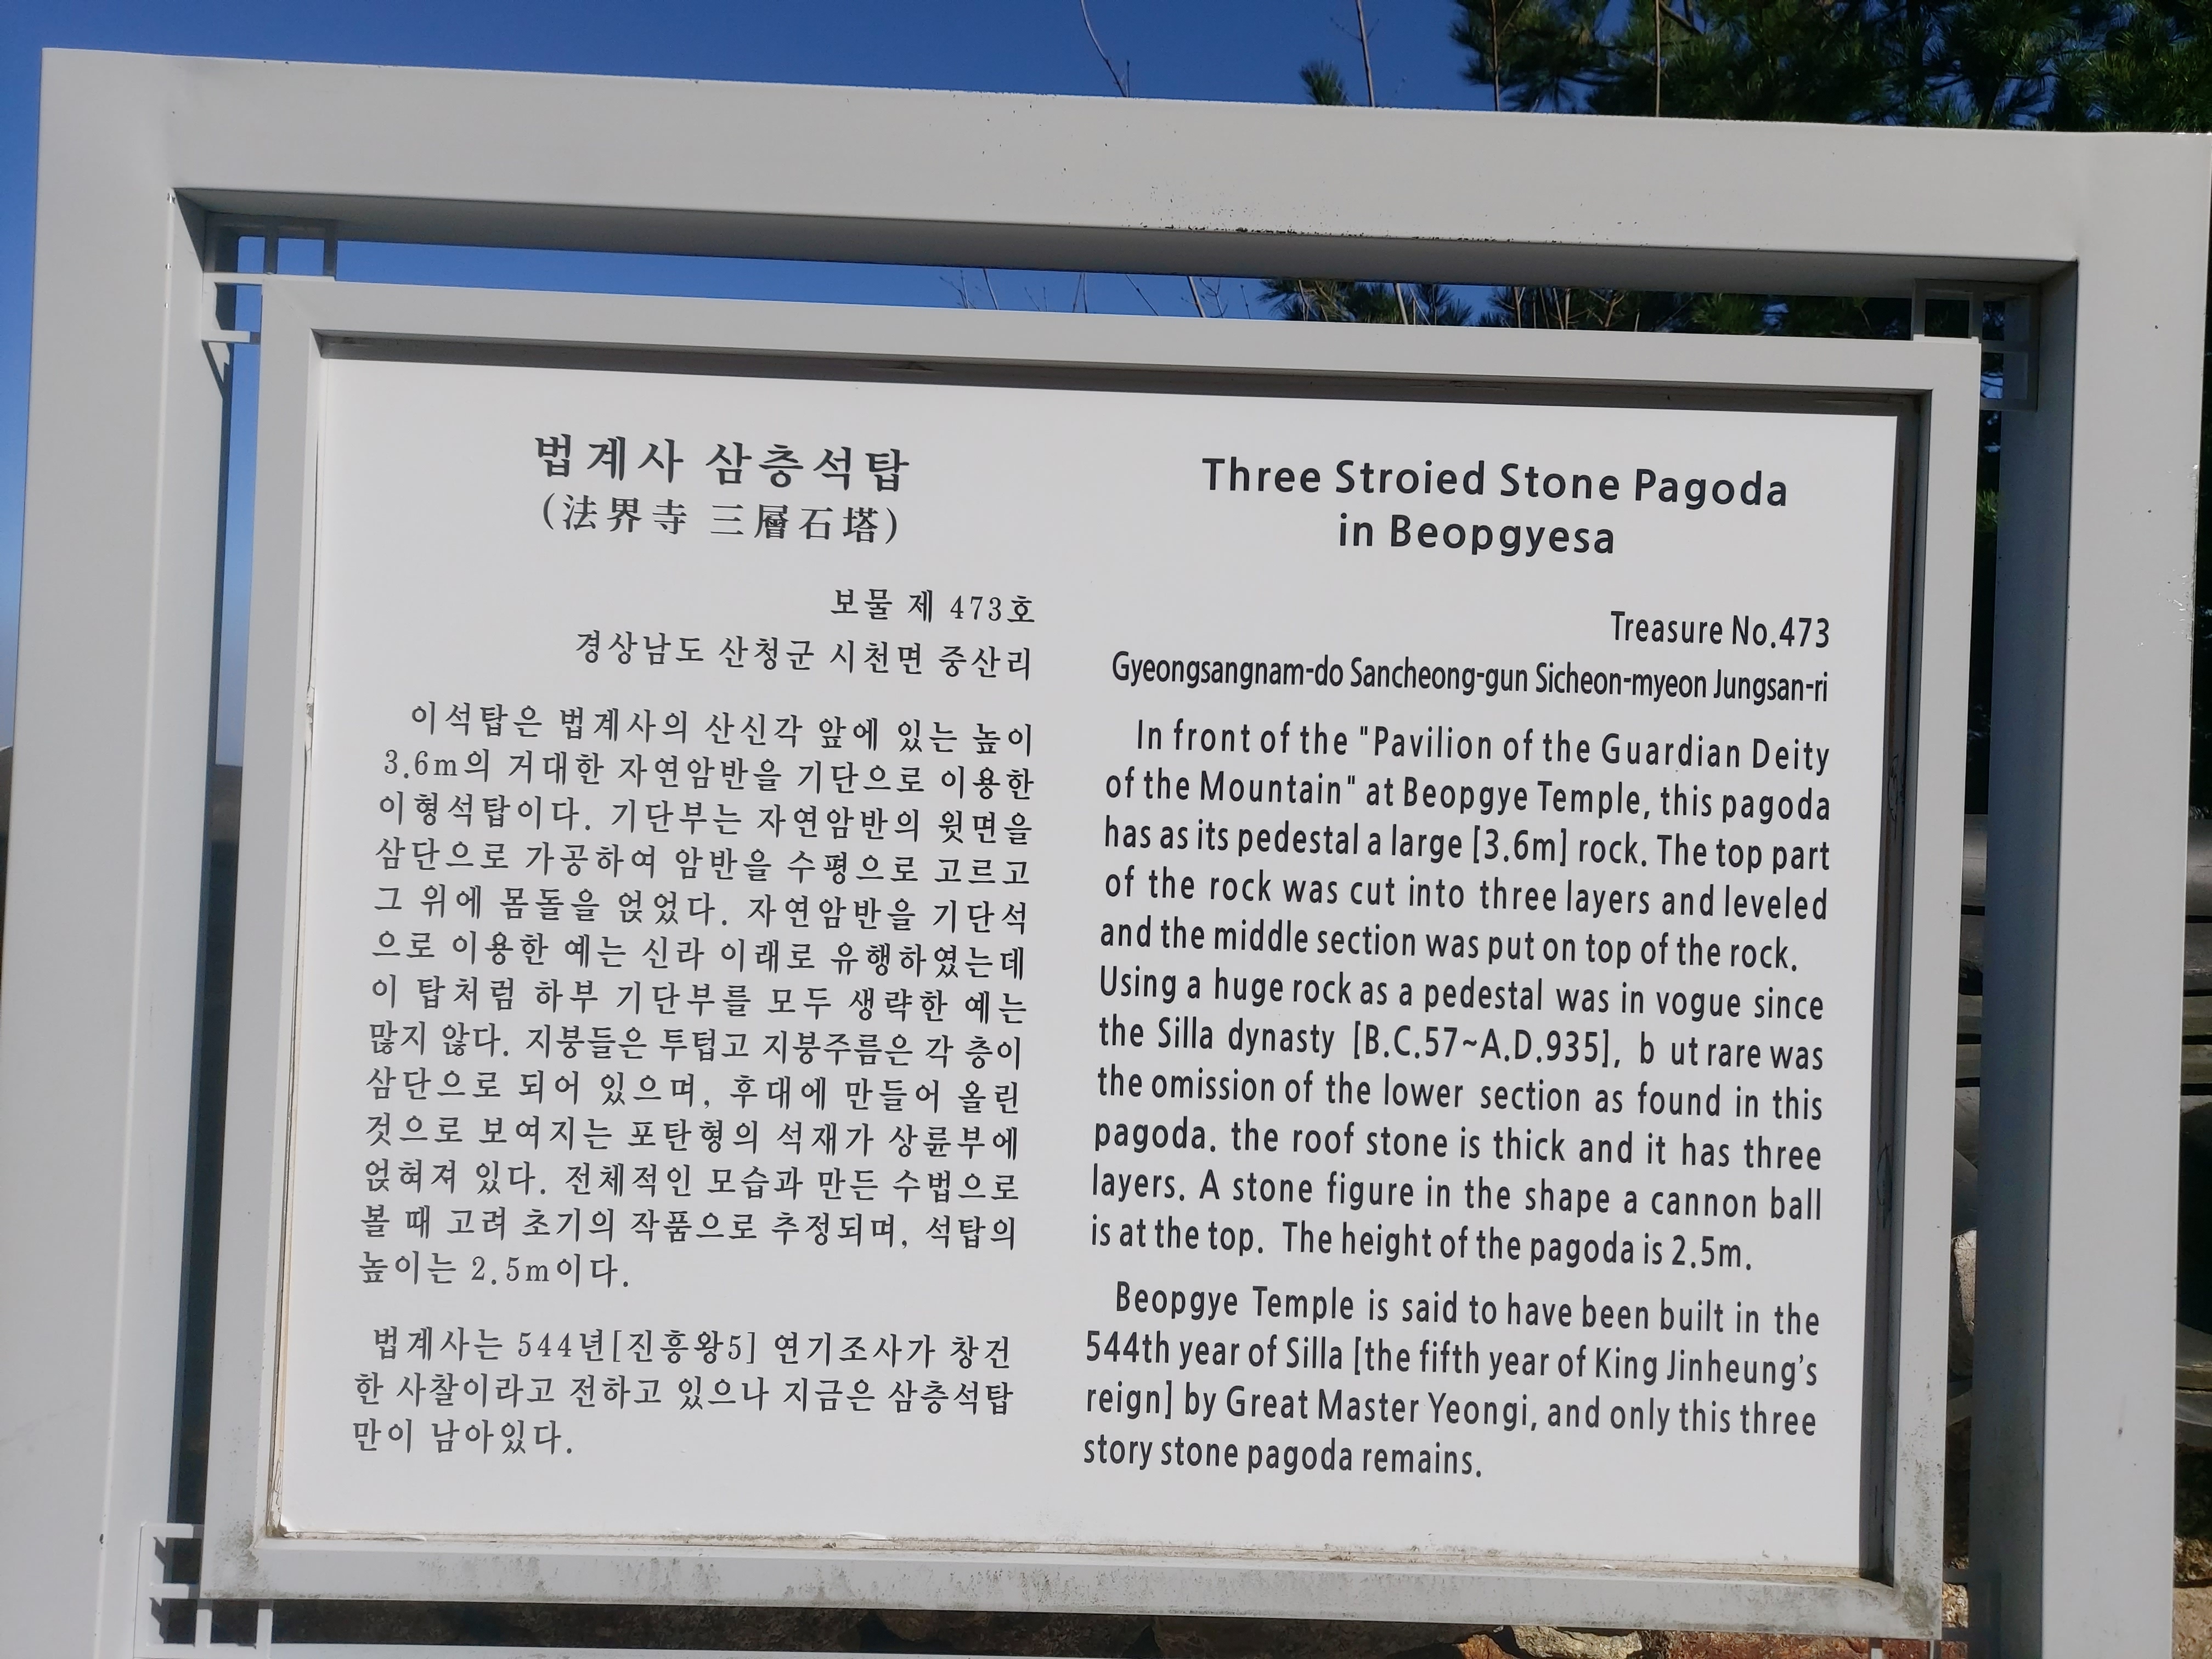 법계사 삼층석탑
(法界寺 三層石塔)
보물 제 473호
경상남도 산청군 시천면 중산리
이석탑은 법계사의 산신각 앞에 있는 높이
3.6m의 거대한 자연암반을 기단으로 이용한
이형석탑이다. 기단부는 자연암반의 윗면을
삼단으로 가공하여 암반을 수평으로 고르고
그 위에 몸돌을 얹었다. 자연암반을 기단석
으로 이용한 예는 신라 이래로 유행하였는데
이 탑처럼 하부 기단부를 모두 생략한 예는
많지 않다. 지붕들은 투텁고 지붕주름은 각 층이
삼단으로 되어 있으며, 후대에 만들어 올린
것으로 보여지는 포탄형의 석재가 상륜부에
얹혀져 있다. 전체적인 모습과 만든 수법으로
볼 때 고려 초기의 작품으로 추정되며, 석탑의
높이는 2.5m이다.
법계사는 544년[진흥왕5] 연기조사가 창건
한 사찰이라고 전하고 있으나 지금은 삼층석탑
만이 남아있다.
Three Stroied Stone Pagoda
in Beopgyesa
Treasure No.473
Gyeongsangnam-do Sancheong-gun Sicheon-myeon Jungsan-ri
In front of the "Pavilion of the Guardian Deity
of the Mountain" at Beopgye Temple, this pagoda
has as its pedestal a large [3.6m] rock. The top part
of the rock was cut into three layers and leveled
and the middle section was put on top of the rock.
Using a huge rock as a pedestal was in vogue since
the Silla dynasty [B.C.57~A.D.935], b ut rare was
the omission of the lower section as found in this
pagoda. the roof stone is thick and it has three
layers. A stone figure in the shape a cannon ball
is at the top. The height of the pagoda is 2.5m.
Beopgye Temple is said to have been built in the
544th year of Silla [the fifth year of King Jinheung's
reign] by Great Master Yeongi, and only this three
story stone pagoda remains.